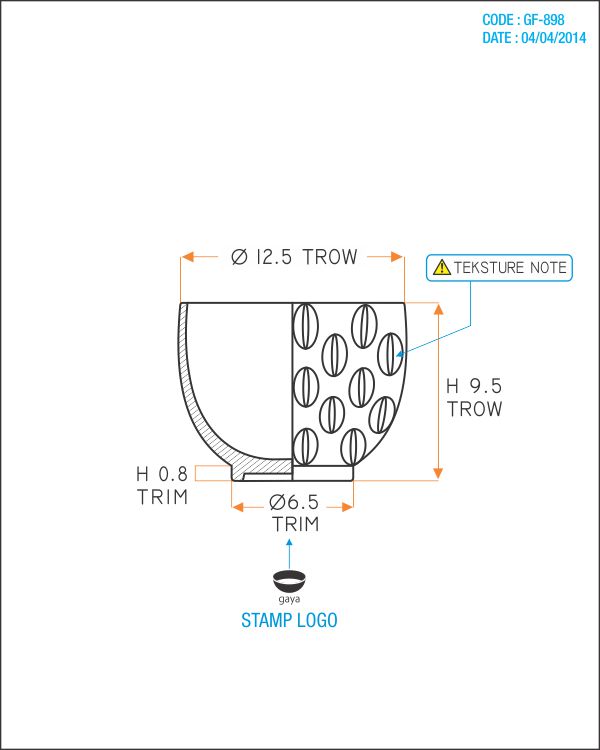 CODE : GF-898
DATE : 04/04/2014
Ø 12.5 TROW
TEKSTURE NOTE
H 9.5
TROW
H 0.8
TRIM
Ø6.5
TRIM
gaya
STAMP LOGO